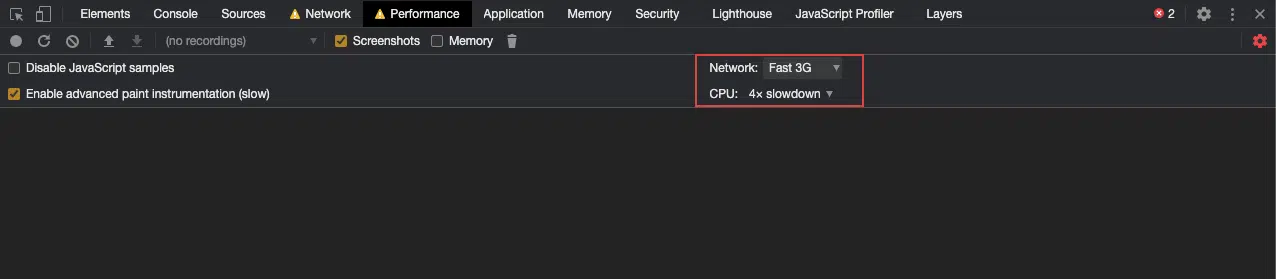 Elements Console Sources Network Performance Application Memory Security Lighthouse JavaScript Profiler Layers 2
(no recordings) Screenshots Memory
Disable JavaScript samples Network: Fast 3G
Enable advanced paint instrumentation (slow) CPU: 4× slowdown